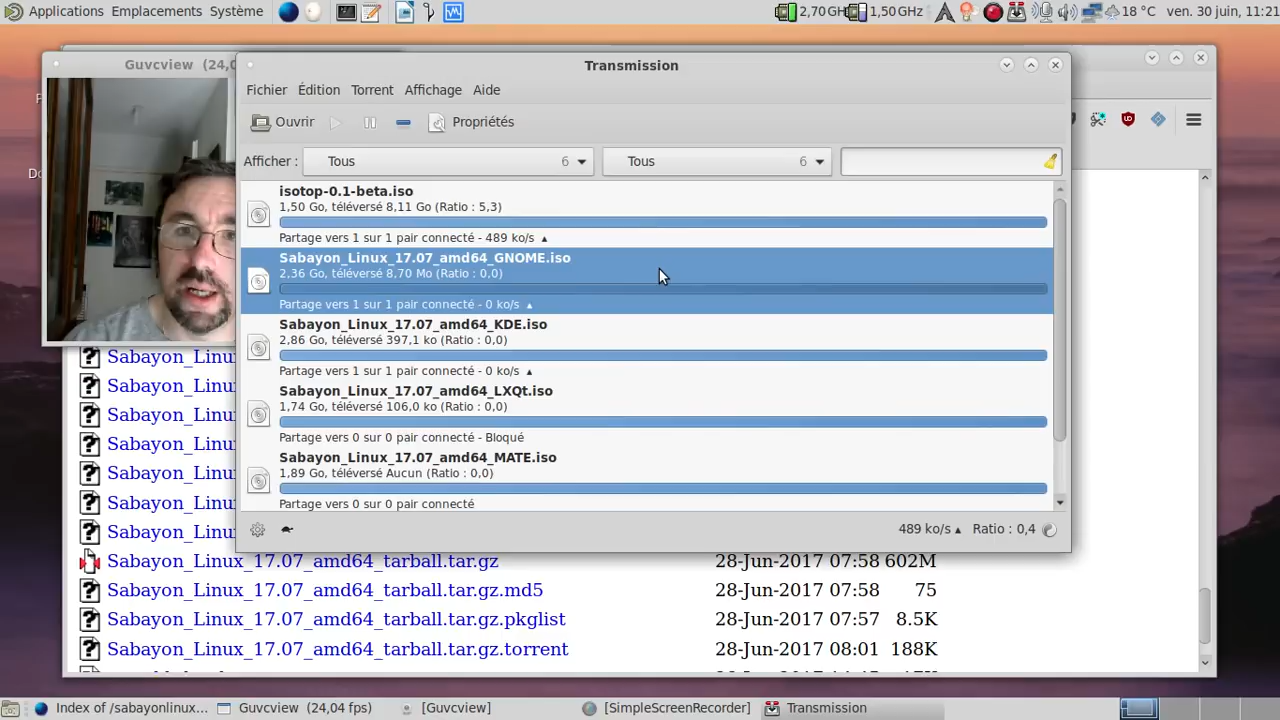 Applications Emplacements Système 2,70 GH 1,50 GHz 18 °C ven. 30 juin, 11:21
Guvcview (24,0
Transmission
Fichier Édition Torrent Affichage Aide
Ouvrir Propriétés
Afficher : Tous 6 Tous 6
isotop-0.1-beta.iso
1,50 Go, téléversé 8,11 Go (Ratio : 5,3)
Partage vers 1 sur 1 pair connecté - 489 ko/s
Sabayon_Linux_17.07_amd64_GNOME.iso
2,36 Go, téléversé 8,70 Mo (Ratio : 0,0)
Partage vers 1 sur 1 pair connecté - 0 ko/s
Sabayon_Linux_17.07_amd64_KDE.iso
2,86 Go, téléversé 397,1 ko (Ratio : 0,0)
Partage vers 1 sur 1 pair connecté - 0 ko/s
Sabayon_Linux_17.07_amd64_LXQt.iso
1,74 Go, téléversé 106,0 ko (Ratio : 0,0)
Partage vers 0 sur 0 pair connecté - Bloqué
Sabayon_Linux_17.07_amd64_MATE.iso
1,89 Go, téléversé Aucun (Ratio : 0,0)
Partage vers 0 sur 0 pair connecté
489 ko/s Ratio : 0,4
Sabayon_Linu
Sabayon_Linu
Sabayon_Linu
Sabayon_Linu
Sabayon_Linu
Sabayon_Linu
Sabayon_Linu
Sabayon_Linux_17.07_amd64_tarball.tar.gz 28-Jun-2017 07:58 602M
Sabayon_Linux_17.07_amd64_tarball.tar.gz.md5 28-Jun-2017 07:58 75
Sabayon_Linux_17.07_amd64_tarball.tar.gz.pkglist 28-Jun-2017 07:57 8.5K
Sabayon_Linux_17.07_amd64_tarball.tar.gz.torrent 28-Jun-2017 08:01 188K
Index of /sabayonlinux... Guvcview (24,04 fps) [Guvcview] [SimpleScreenRecorder] Transmission